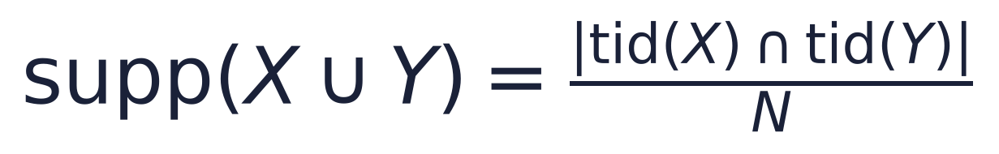 supp(X ∪ Y) = |tid(X) ∩ tid(Y)| / N